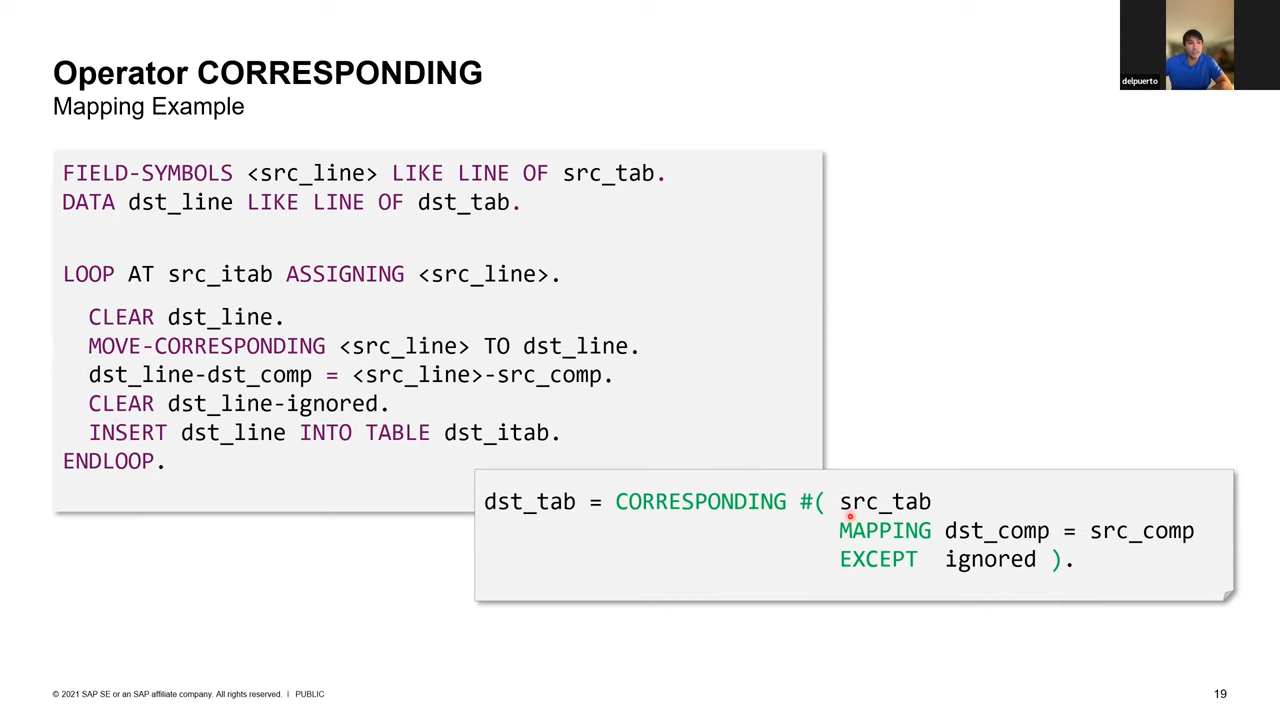 Operator CORRESPONDING
Mapping Example
delpuerto
FIELD-SYMBOLS <src_line> LIKE LINE OF src_tab.
DATA dst_line LIKE LINE OF dst_tab.
LOOP AT src_itab ASSIGNING <src_line>.
CLEAR dst_line.
MOVE-CORRESPONDING <src_line> TO dst_line.
dst_line-dst_comp = <src_line>-src_comp.
CLEAR dst_line-ignored.
INSERT dst_line INTO TABLE dst_itab.
ENDLOOP.
dst_tab = CORRESPONDING #( src_tab
MAPPING dst_comp = src_comp
EXCEPT ignored ).
© 2021 SAP SE or an SAP affiliate company. All rights reserved. | PUBLIC
19